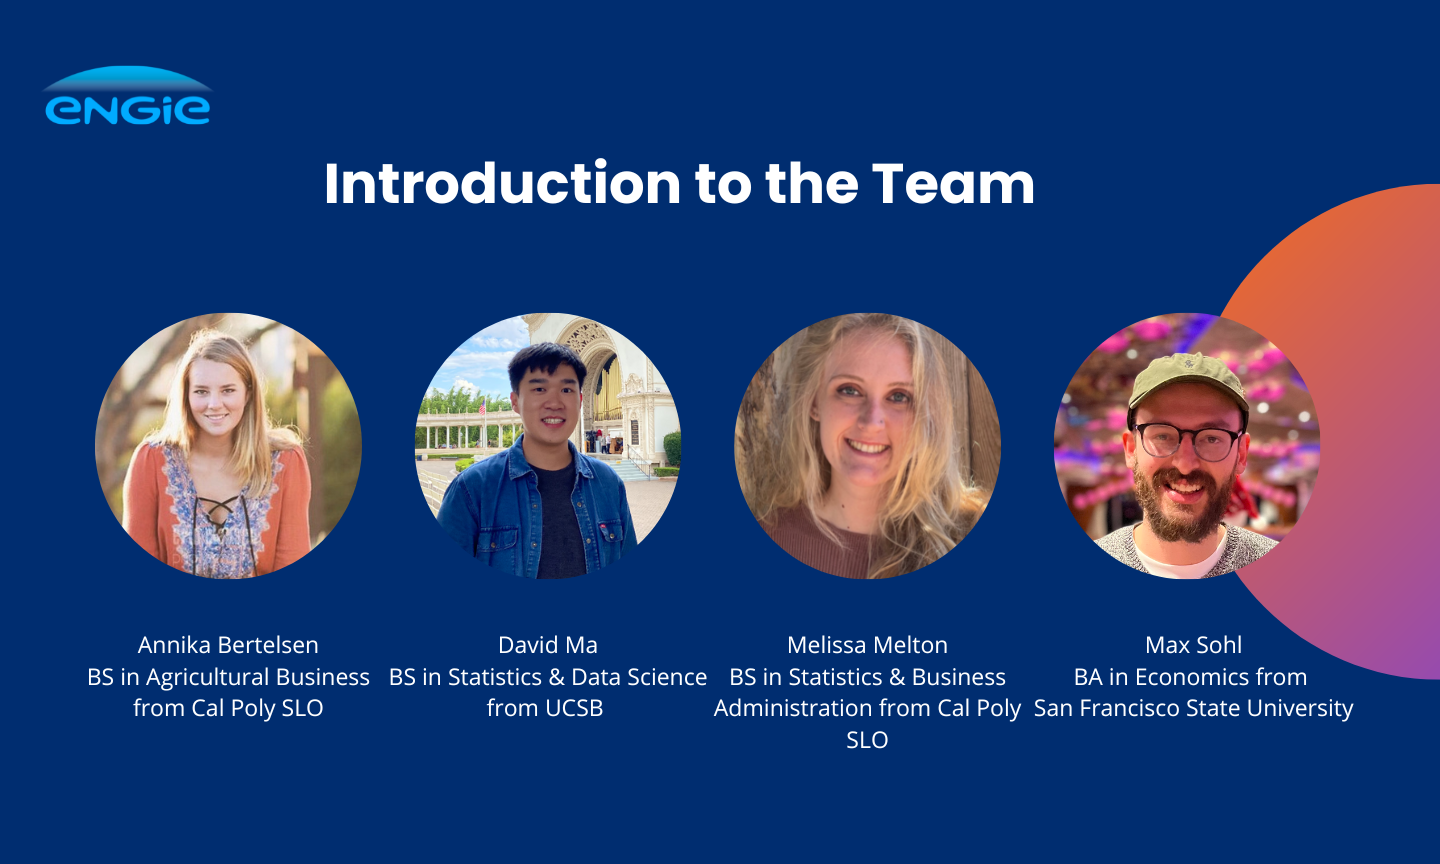 ENGIE
Introduction to the Team
Annika Bertelsen
BS in Agricultural Business
from Cal Poly SLO
David Ma
BS in Statistics & Data Science
from UCSB
Melissa Melton
BS in Statistics & Business
Administration from Cal Poly
SLO
Max Sohl
BA in Economics from
San Francisco State University